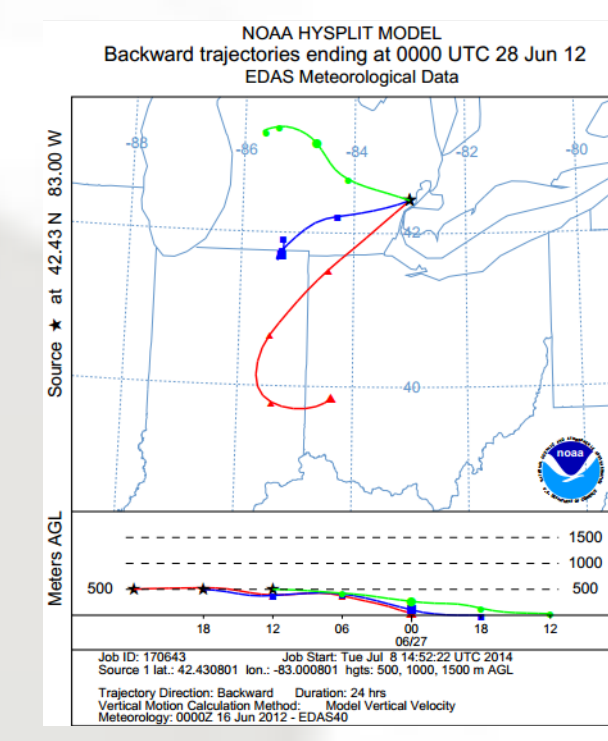 NOAA HYSPLIT MODEL
Backward trajectories ending at 0000 UTC 28 Jun 12
EDAS Meteorological Data
Source ★ at 42.43 N 83.00 W
-88
-86
-84
-82
-80
42
40
noaa
Meters AGL
1500
1000
500
500
18 12 06 00 18 12
06/27
Job ID: 170643 Job Start: Tue Jul 8 14:52:22 UTC 2014
Source 1 lat.: 42.430801 lon.: -83.000801 hgts: 500, 1000, 1500 m AGL
Trajectory Direction: Backward Duration: 24 hrs
Vertical Motion Calculation Method: Model Vertical Velocity
Meteorology: 0000Z 16 Jun 2012 - EDAS40